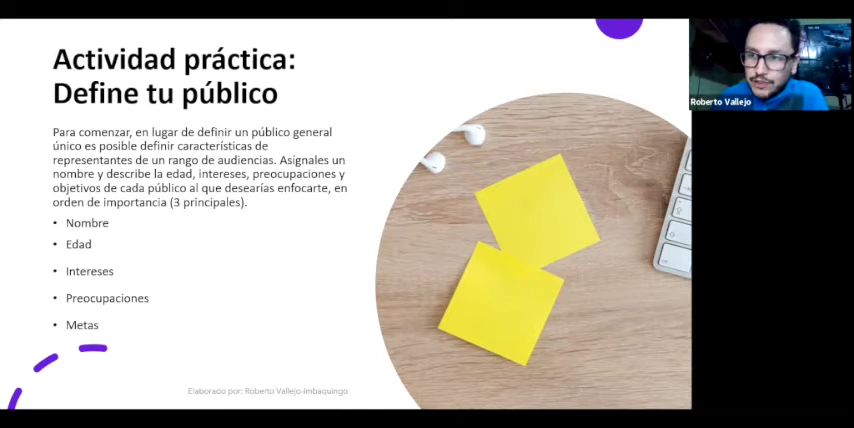 Actividad práctica:
Define tu público
Para comenzar, en lugar de definir un público general
único es posible definir características de
representantes de un rango de audiencias. Asígnales un
nombre y describe la edad, intereses, preocupaciones y
objetivos de cada público al que desearías enfocarte, en
orden de importancia (3 principales).
• Nombre
• Edad
• Intereses
• Preocupaciones
• Metas
Elaborado por: Roberto Vallejo-Imbaquingo
Roberto Vallejo